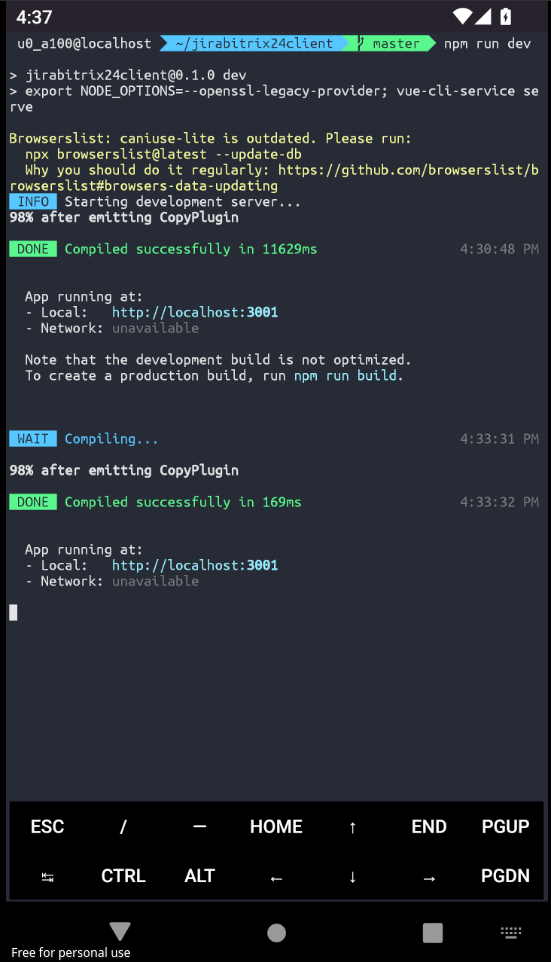 4:37
u0_a100@localhost ~/jirabitrix24client master npm run dev
> jirabitrix24client@0.1.0 dev
> export NODE_OPTIONS=--openssl-legacy-provider; vue-cli-service se
rve
Browserslist: caniuse-lite is outdated. Please run:
npx browserslist@latest --update-db
Why you should do it regularly: https://github.com/browserslist/b
rowserslist#browsers-data-updating
INFO Starting development server...
98% after emitting CopyPlugin
DONE Compiled successfully in 11629ms 4:30:48 PM
App running at:
- Local: http://localhost:3001
- Network: unavailable
Note that the development build is not optimized.
To create a production build, run npm run build.
WAIT Compiling... 4:33:31 PM
98% after emitting CopyPlugin
DONE Compiled successfully in 169ms 4:33:32 PM
App running at:
- Local: http://localhost:3001
- Network: unavailable
ESC / — HOME ↑ END PGUP
↹ CTRL ALT ← ↓ → PGDN
Free for personal use